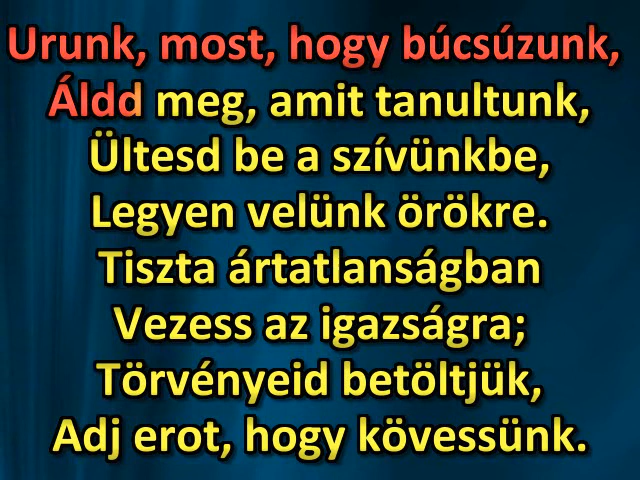 Urunk, most, hogy búcsúzunk,
Áldd meg, amit tanultunk,
Ültesd be a szívünkbe,
Legyen velünk örökre.
Tiszta ártatlanságban
Vezess az igazságra;
Törvényeid betöltjük,
Adj erot, hogy kövessünk.